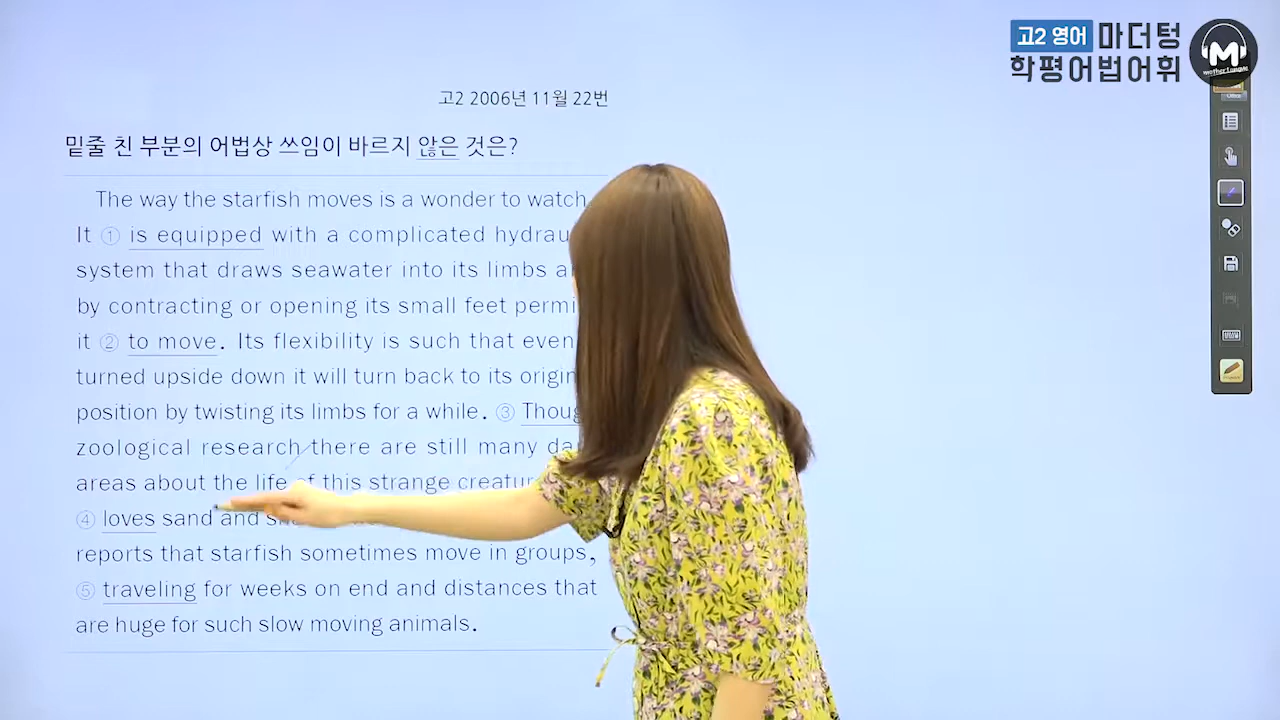 고2 영어 마더텅
학평어법어휘
M
mother tongue
고2 2006년 11월 22번
밑줄 친 부분의 어법상 쓰임이 바르지 않은 것은?
The way the starfish moves is a wonder to watch
It ① is equipped with a complicated hydrau
system that draws seawater into its limbs a
by contracting or opening its small feet permi
it ② to move. Its flexibility is such that even
turned upside down it will turn back to its origin
position by twisting its limbs for a while. ③ Thoug
zoological research there are still many da
areas about the life of this strange creatur
④ loves sand and
reports that starfish sometimes move in groups,
⑤ traveling for weeks on end and distances that
are huge for such slow moving animals.